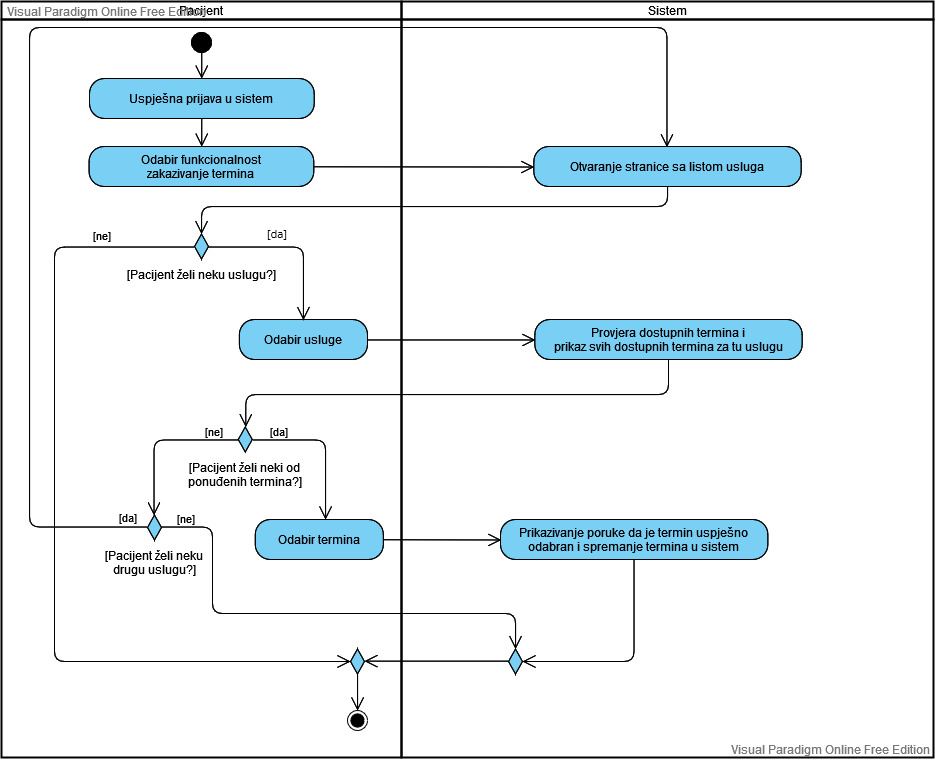 Visual Paradigm Online Free Edition
Pacijent
Sistem
Uspješna prijava u sistem
Odabir funkcionalnost
zakazivanje termina
Otvaranje stranice sa listom usluga
[ne]
[da]
[Pacijent želi neku uslugu?]
Odabir usluge
Provjera dostupnih termina i
prikaz svih dostupnih termina za tu uslugu
[ne]
[da]
[Pacijent želi neki od
ponuđenih termina?]
[da]
[ne]
[Pacijent želi neku
drugu uslugu?]
Odabir termina
Prikazivanje poruke da je termin uspješno
odabran i spremanje termina u sistem
Visual Paradigm Online Free Edition